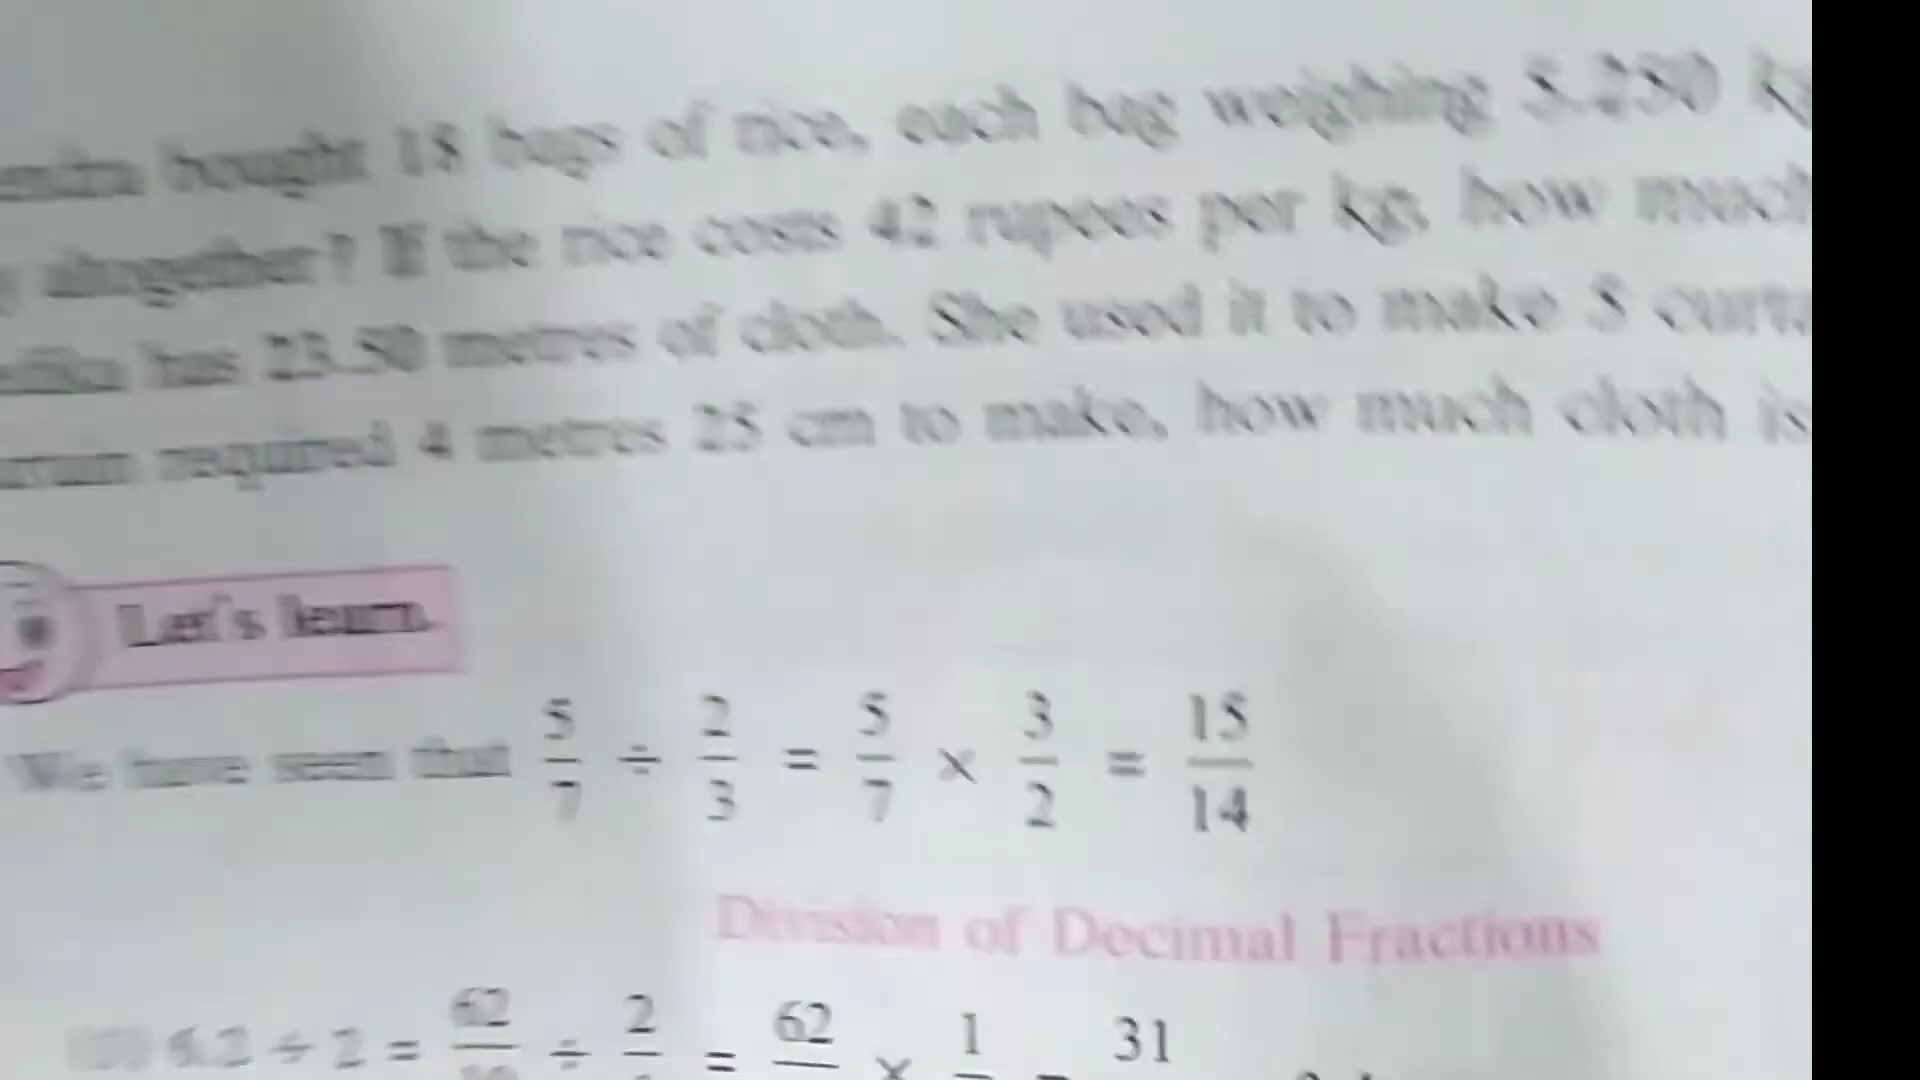 bought 18 bags of rice, each bag weighing 5.250 kg
altogether? If the rice costs 42 rupees per kg, how much
has 23.50 metres of cloth. She used it to make 5
required 4 metres 25 cm to make, how much cloth is
Let's learn.
We have seen that 5/7 ÷ 2/3 = 5/7 × 3/2 = 15/14
Division of Decimal Fractions
6.2 ÷ 2 = 62/10 ÷ 2 = 62 × 1 = 31